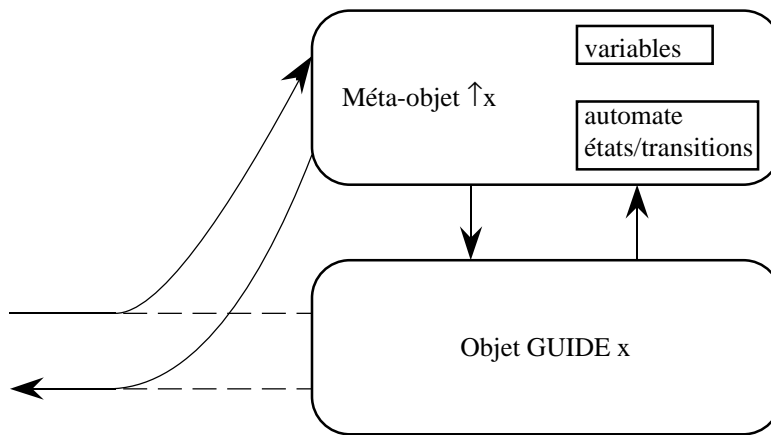 variables
Méta-objet ↑x
automate
états/transitions
Objet GUIDE x